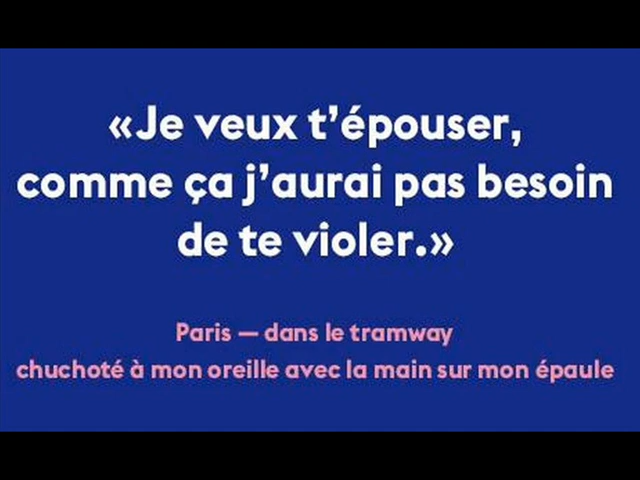 «Je veux t’épouser,
comme ça j’aurai pas besoin
de te violer.»
Paris — dans le tramway
chuchoté à mon oreille avec la main sur mon épaule